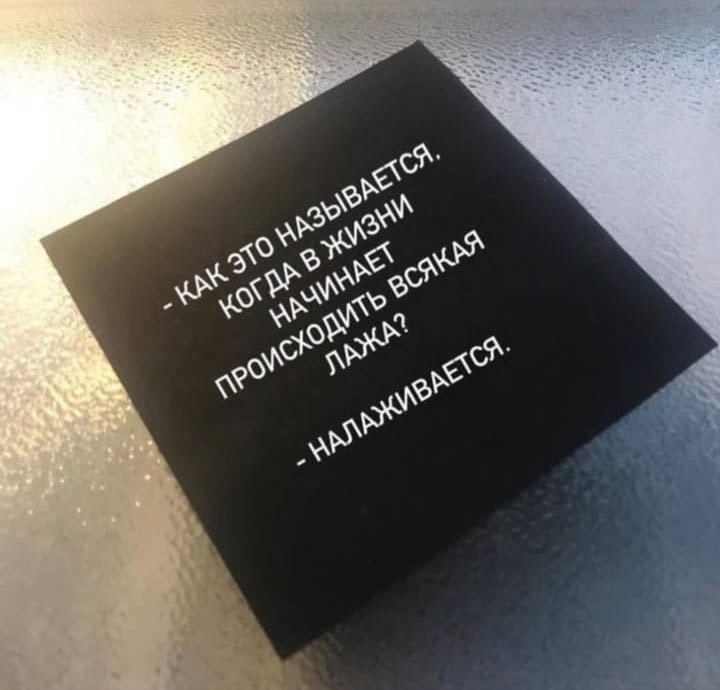 - КАК ЭТО НАЗЫВАЕТСЯ,
КОГДА В ЖИЗНИ
НАЧИНАЕТ
ПРОИСХОДИТЬ ВСЯКАЯ
ЛАЖА?
- НАЛАЖИВАЕТСЯ.